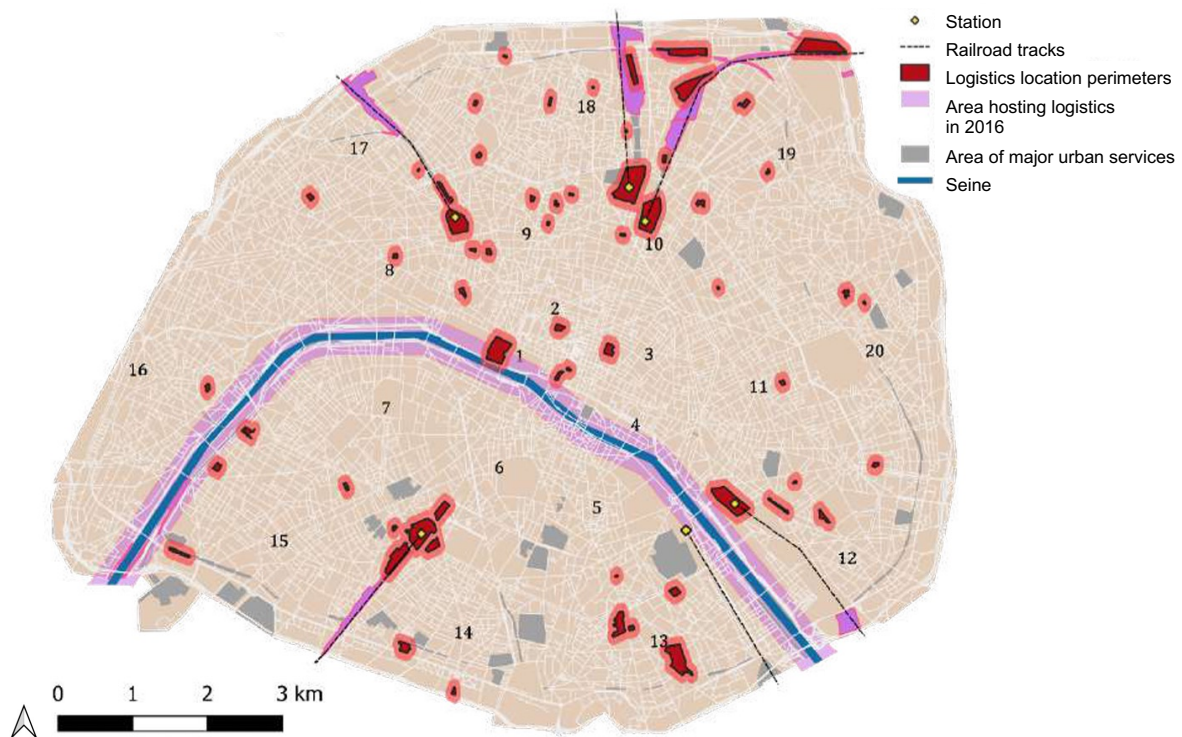 Station
Railroad tracks
Logistics location perimeters
Area hosting logistics
in 2016
Area of major urban services
Seine
18
17
19
9
10
8
2
1
3
20
16
11
7
4
6
5
15
12
14
13
0 1 2 3 km